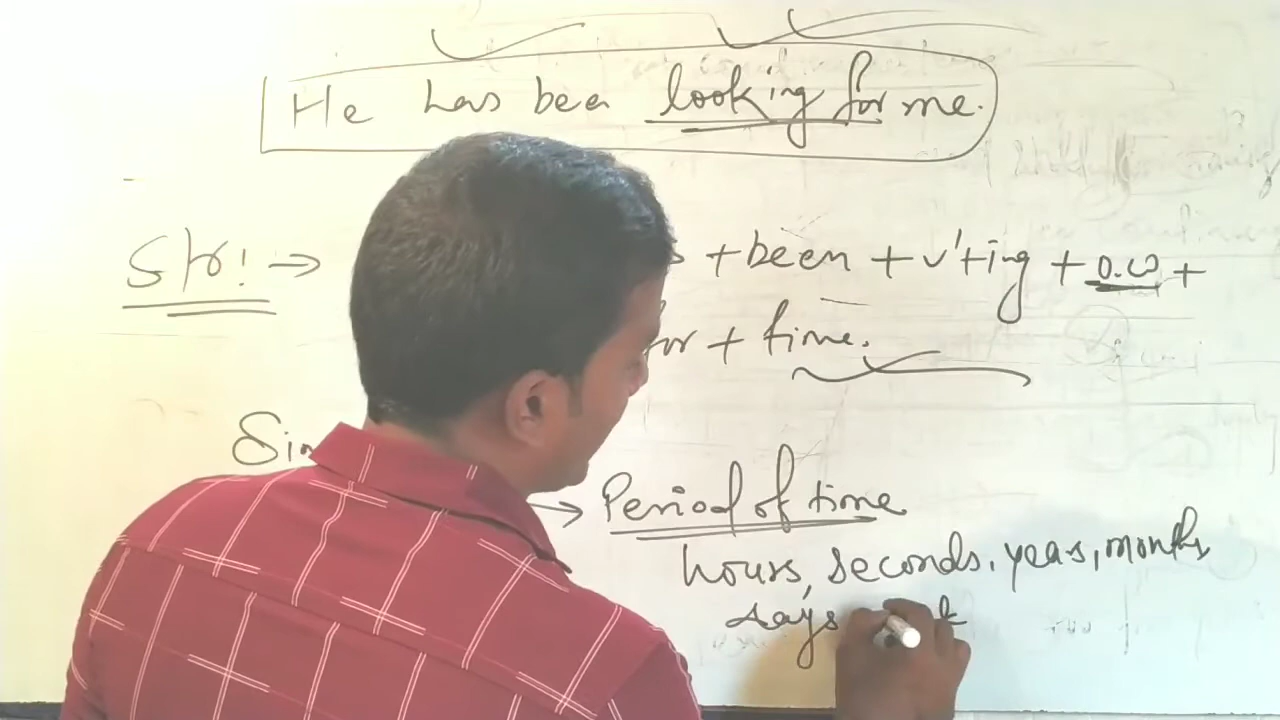 He has been looking for me.
Str! → + been + v' + ing + o.w +
for + time.
→ Period of time
hours, seconds, years, months,
days